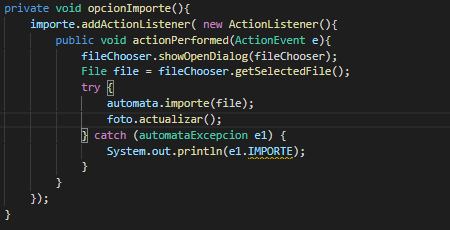 private void opcionImporte(){
    importe.addActionListener( new ActionListener(){
        public void actionPerformed(ActionEvent e){
            fileChooser.showOpenDialog(fileChooser);
            File file = fileChooser.getSelectedFile();
            try {
                automata.importe(file);
                foto.actualizar();
            } catch (automataExcepcion e1) {
                System.out.println(e1.IMPORTE);
            }
        }
    });
}